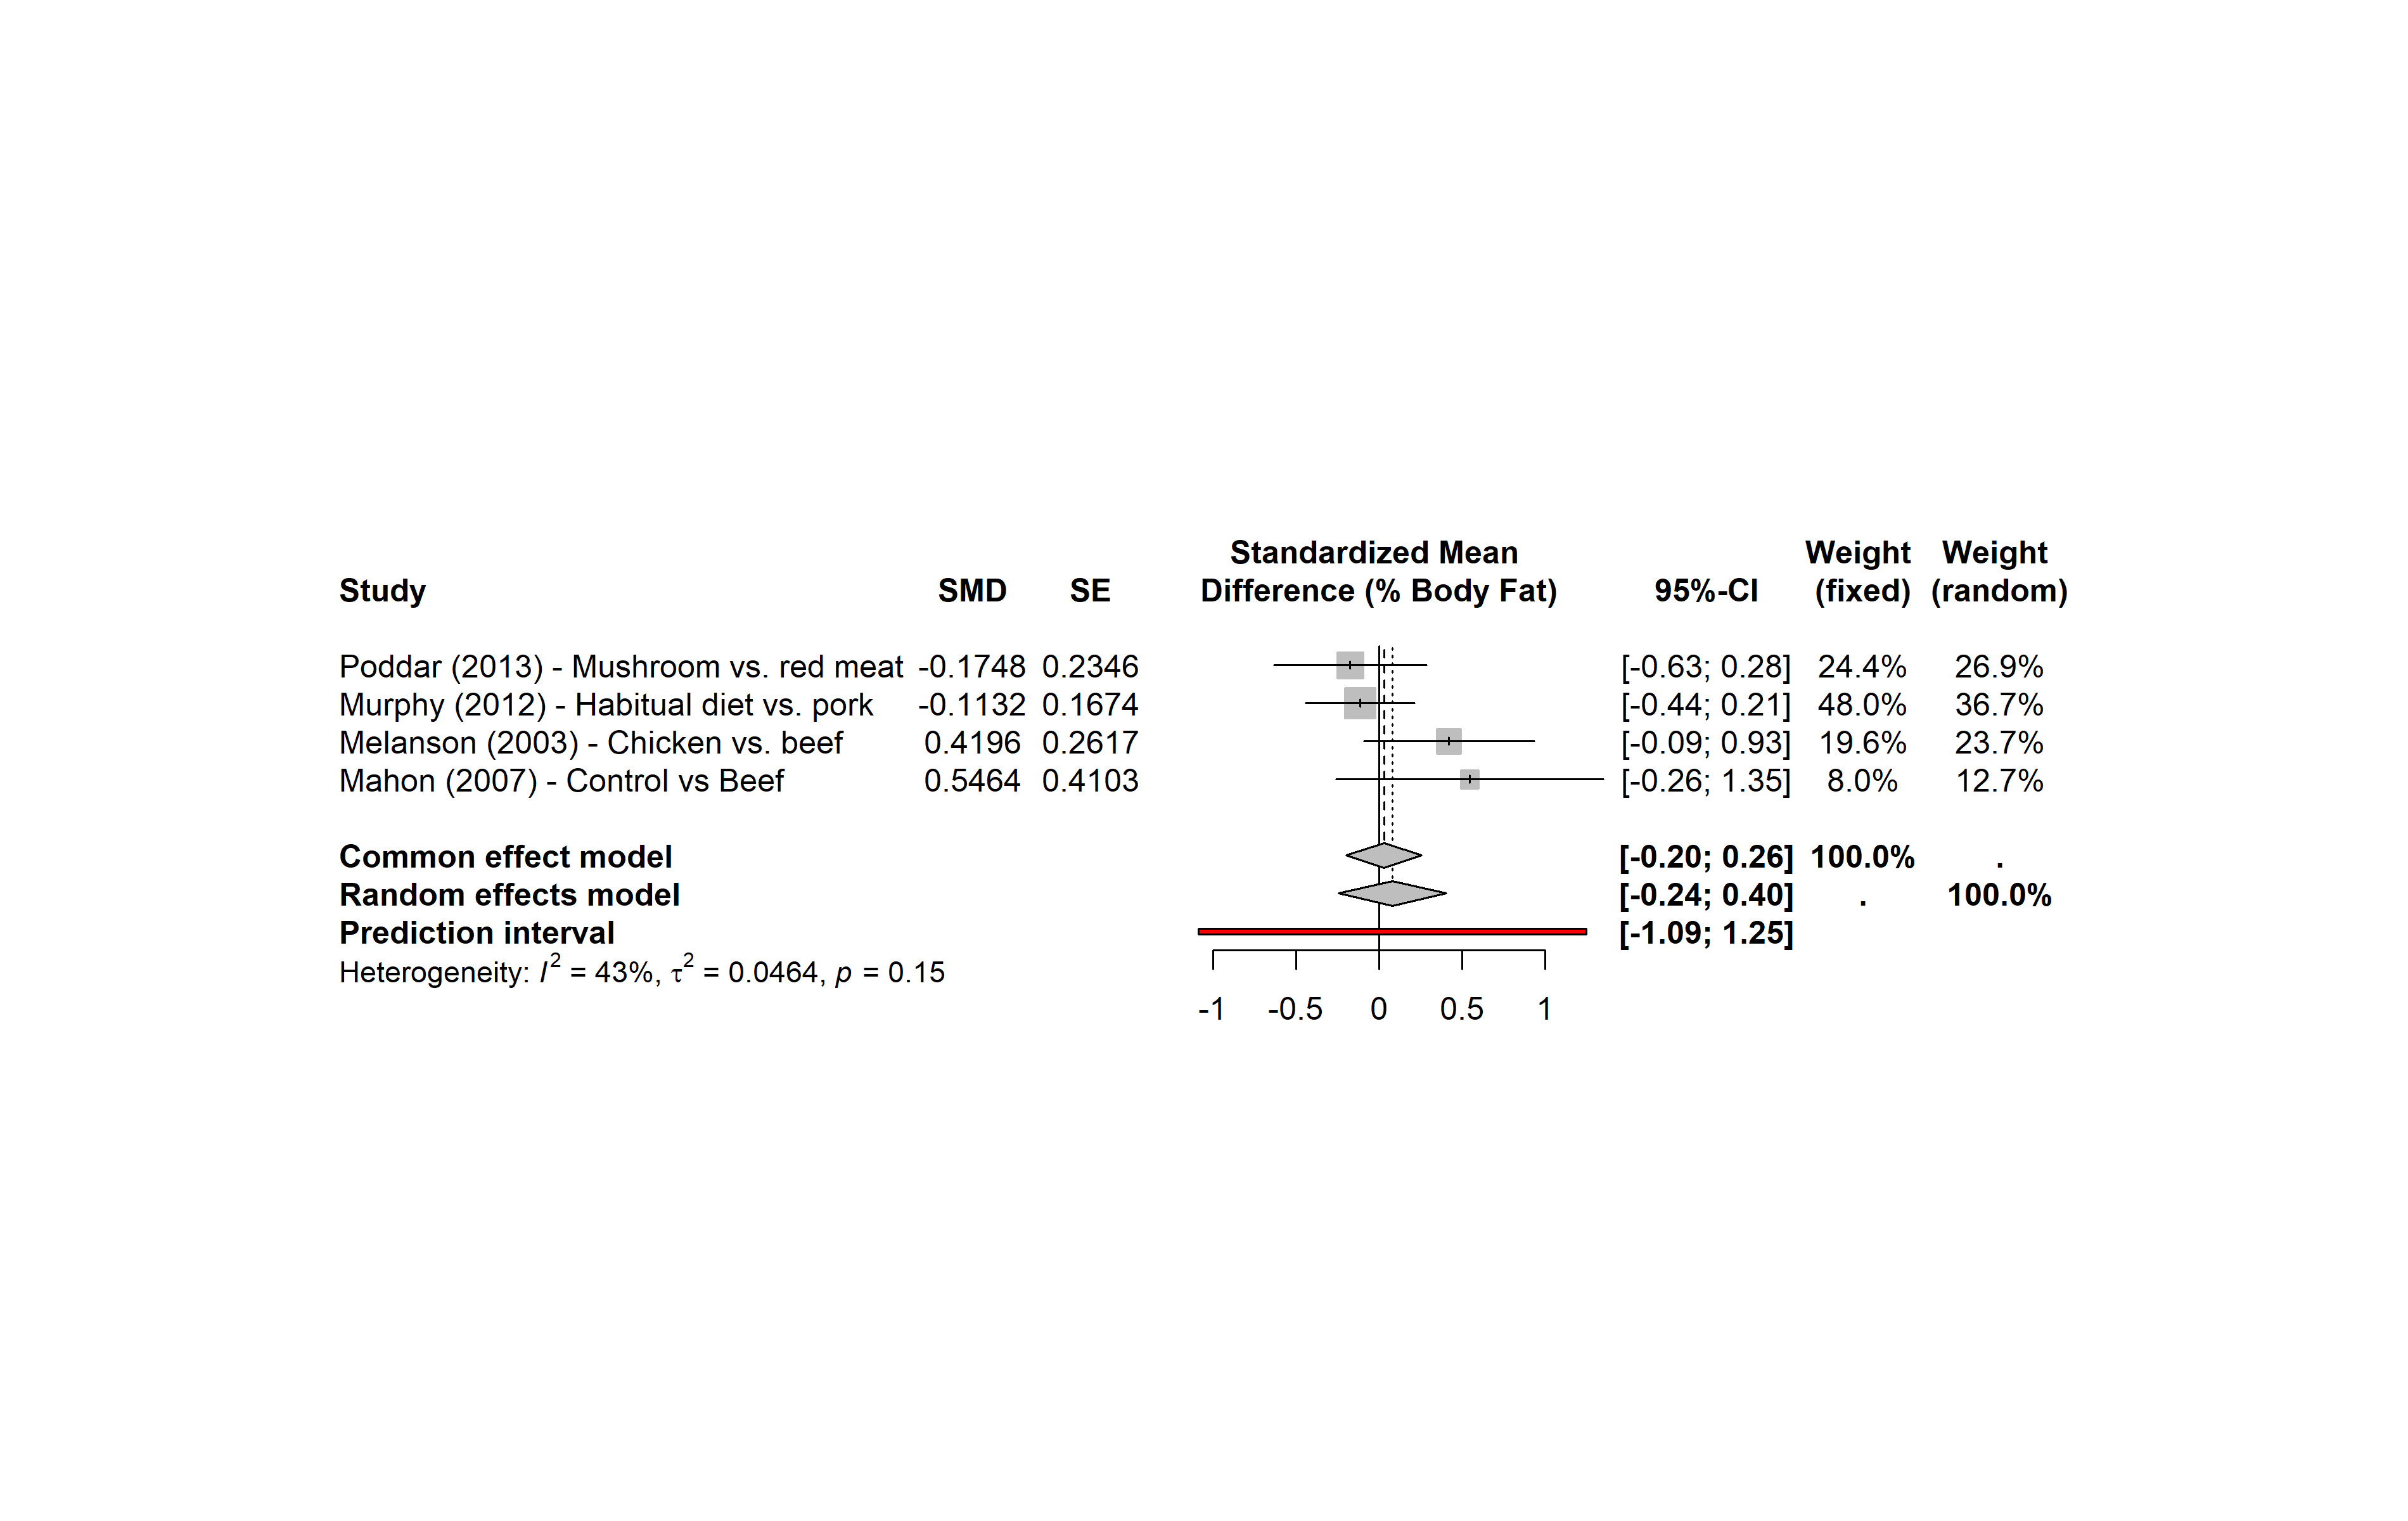 Standardized Mean Weight Weight
Study SMD SE Difference (% Body Fat) 95%-CI (fixed) (random)
Poddar (2013) - Mushroom vs. red meat -0.1748 0.2346 [-0.63; 0.28] 24.4% 26.9%
Murphy (2012) - Habitual diet vs. pork -0.1132 0.1674 [-0.44; 0.21] 48.0% 36.7%
Melanson (2003) - Chicken vs. beef 0.4196 0.2617 [-0.09; 0.93] 19.6% 23.7%
Mahon (2007) - Control vs Beef 0.5464 0.4103 [-0.26; 1.35] 8.0% 12.7%
Common effect model [-0.20; 0.26] 100.0% .
Random effects model [-0.24; 0.40] . 100.0%
Prediction interval [-1.09; 1.25]
Heterogeneity: I² = 43%, τ² = 0.0464, p = 0.15
-1 -0.5 0 0.5 1